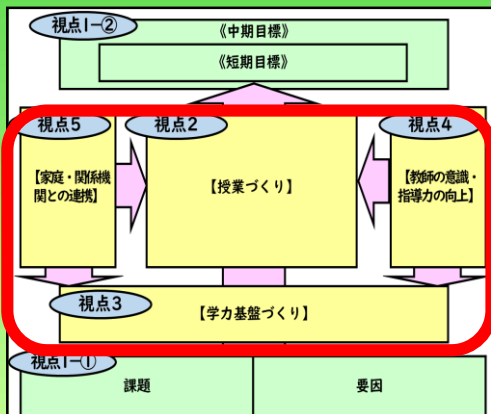 視点1-②
《中期目標》
《短期目標》
視点5
視点2
視点4
【家庭・関係機
関との連携】
【授業づくり】
【教師の意識・
指導力の向上】
視点3
【学力基盤づくり】
視点1-①
課題
要因